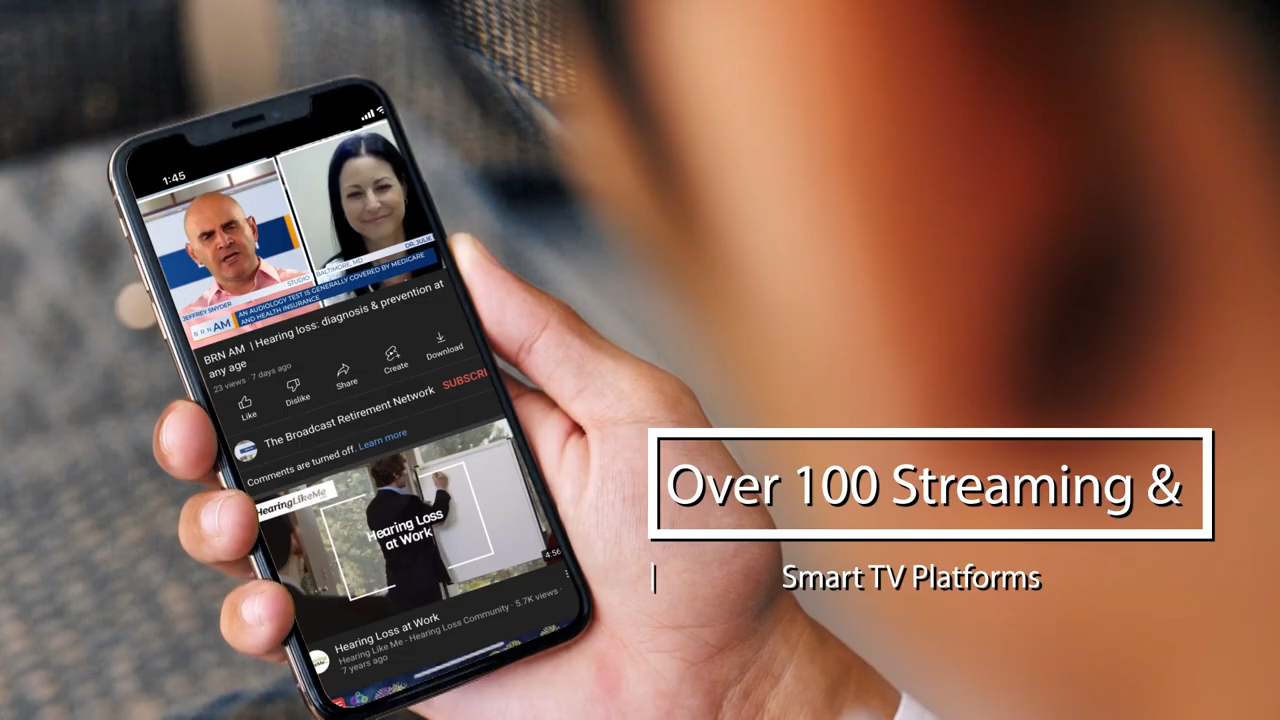 1:45
JEFFREY SNYDER
STUDIO
BALTIMORE, MD
DR. JULIE
BRN AM
AN AUDIOLOGY TEST IS GENERALLY COVERED BY MEDICARE
AND HEALTH INSURANCE
BRN AM | Hearing loss: diagnosis & prevention at
any age
23 views · 7 days ago
Like
Dislike
Share
Create
Download
The Broadcast Retirement Network
SUBSCRI
Comments are turned off. Learn more
HearingLikeMe
Hearing Loss
at Work
4:56
Hearing Loss at Work
Hearing Like Me - Hearing Loss Community · 5.7K views ·
7 years ago
Over 100 Streaming &
| Smart TV Platforms